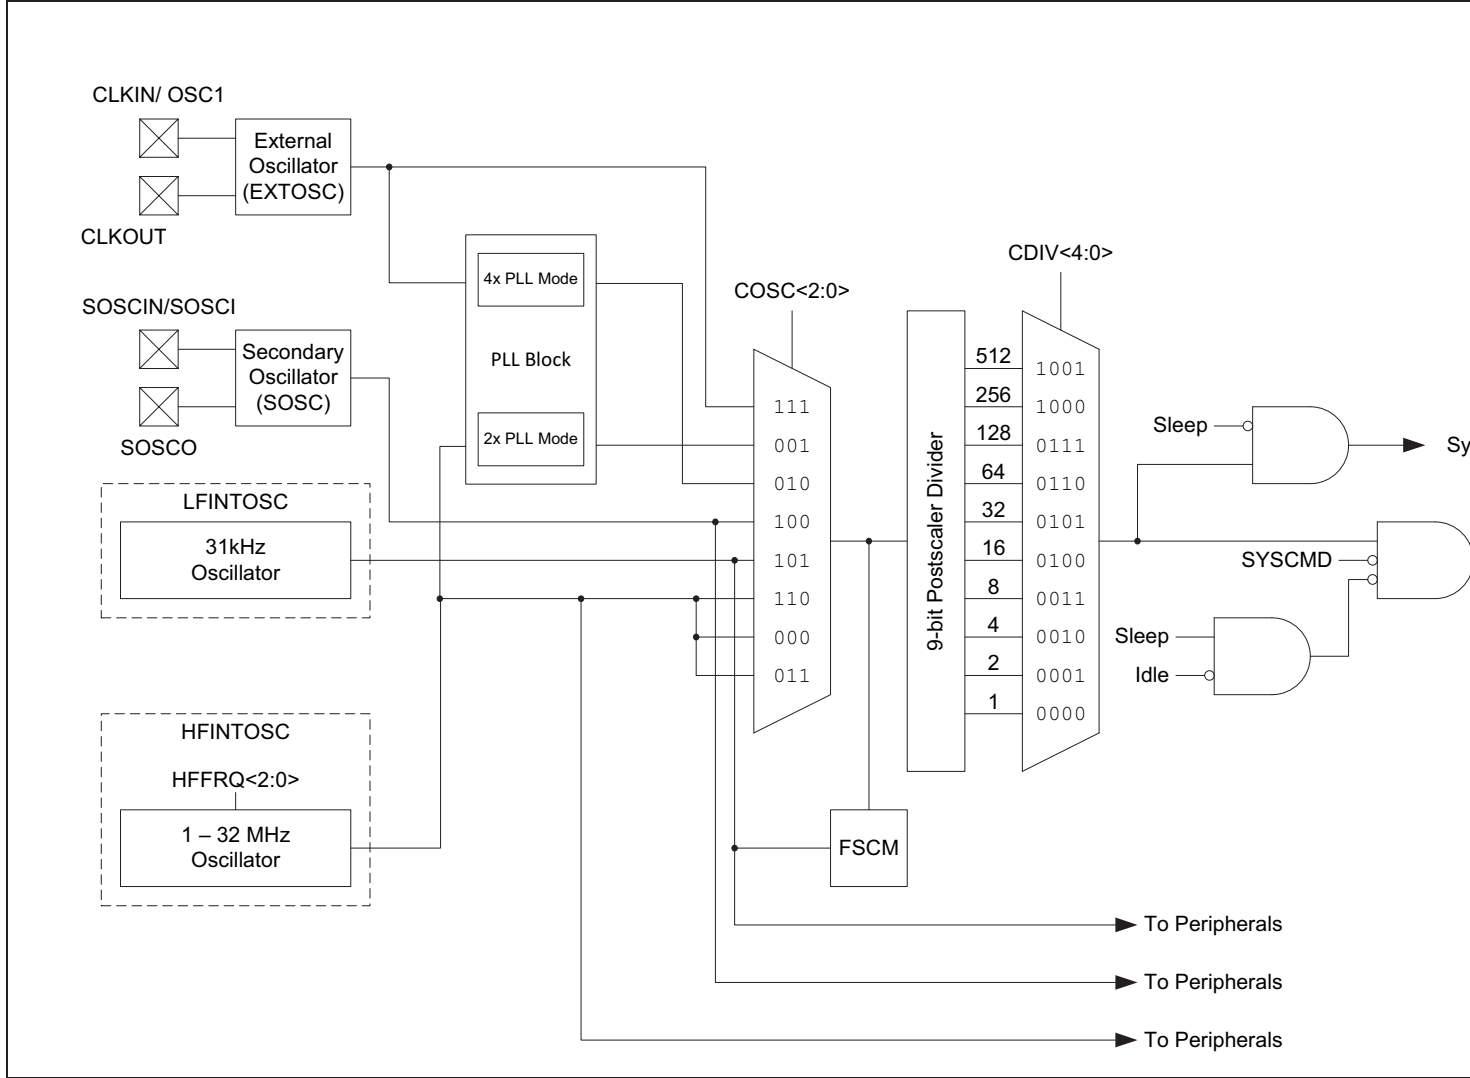 CLKIN/ OSC1
External
Oscillator
(EXTOSC)
CLKOUT
SOSCIN/SOSCI
Secondary
Oscillator
(SOSC)
SOSCO
LFINTOSC
31kHz
Oscillator
HFINTOSC
HFFRQ<2:0>
1 – 32 MHz
Oscillator
4x PLL Mode
PLL Block
2x PLL Mode
COSC<2:0>
111
001
010
100
101
110
000
011
FSCM
9-bit Postscaler Divider
512
256
128
64
32
16
8
4
2
1
CDIV<4:0>
1001
1000
0111
0110
0101
0100
0011
0010
0001
0000
Sleep
Sy
SYSCMD
Sleep
Idle
To Peripherals
To Peripherals
To Peripherals